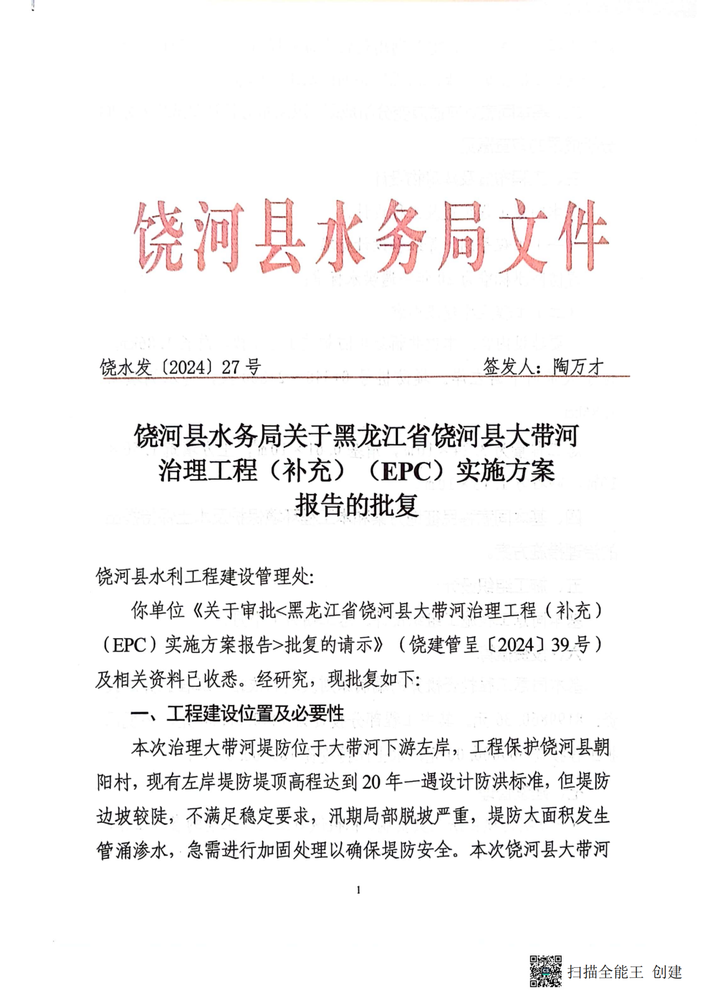 饶河县水务局文件
饶水发〔2024〕27号 签发人：陶万才
饶河县水务局关于黑龙江省饶河县大带河
治理工程（补充）（EPC）实施方案
报告的批复
饶河县水利工程建设管理处:
你单位《关于审批<黑龙江省饶河县大带河治理工程（补充）
（EPC）实施方案报告>批复的请示》（饶建管呈〔2024〕39号）
及相关资料已收悉。经研究，现批复如下：
一、工程建设位置及必要性
本次治理大带河堤防位于大带河下游左岸，工程保护饶河县朝
阳村，现有左岸堤防堤顶高程达到20年一遇设计防洪标准，但堤防
边坡较陡，不满足稳定要求，汛期局部脱坡严重，堤防大面积发生
管涌渗水，急需进行加固处理以确保堤防安全。本次饶河县大带河
1
扫描全能王 创建